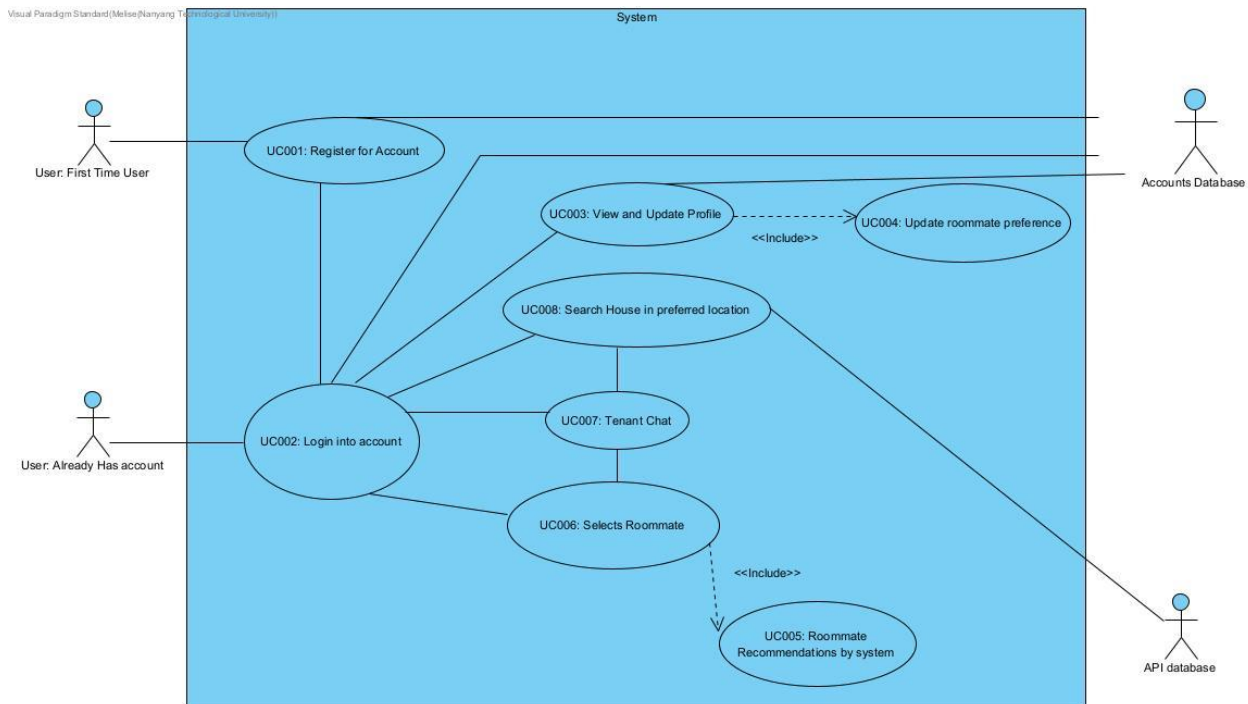 Visual Paradigm Standard(Melise(Nanyang Technological University))
System
UC001: Register for Account
User: First Time User
Accounts Database
UC003: View and Update Profile
UC004: Update roommate preference
<<Include>>
UC008: Search House in preferred location
UC007: Tenant Chat
UC002: Login into account
User: Already Has account
UC006: Selects Roommate
<<Include>>
UC005: Roommate
Recommendations by system
API database